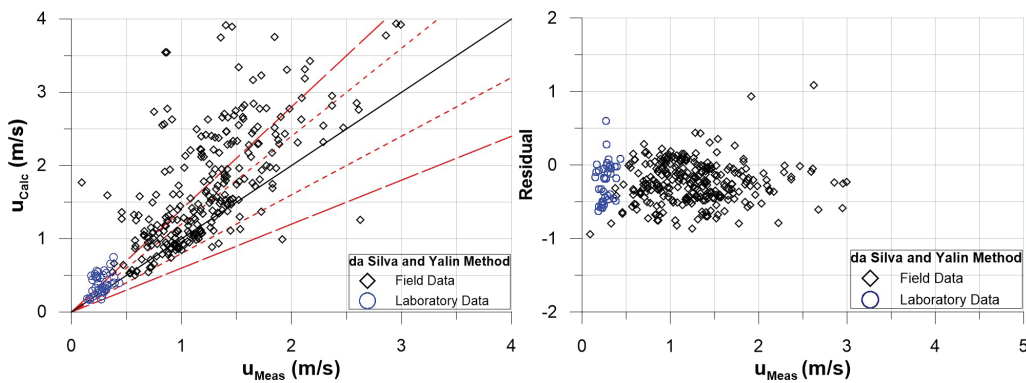 4
3
2
1
0
u_Calc (m/s)
0 1 2 3 4
u_Meas (m/s)
da Silva and Yalin Method
Field Data
Laboratory Data
2
1
0
-1
-2
Residual
0 1 2 3 4 5
u_Meas (m/s)
da Silva and Yalin Method
Field Data
Laboratory Data